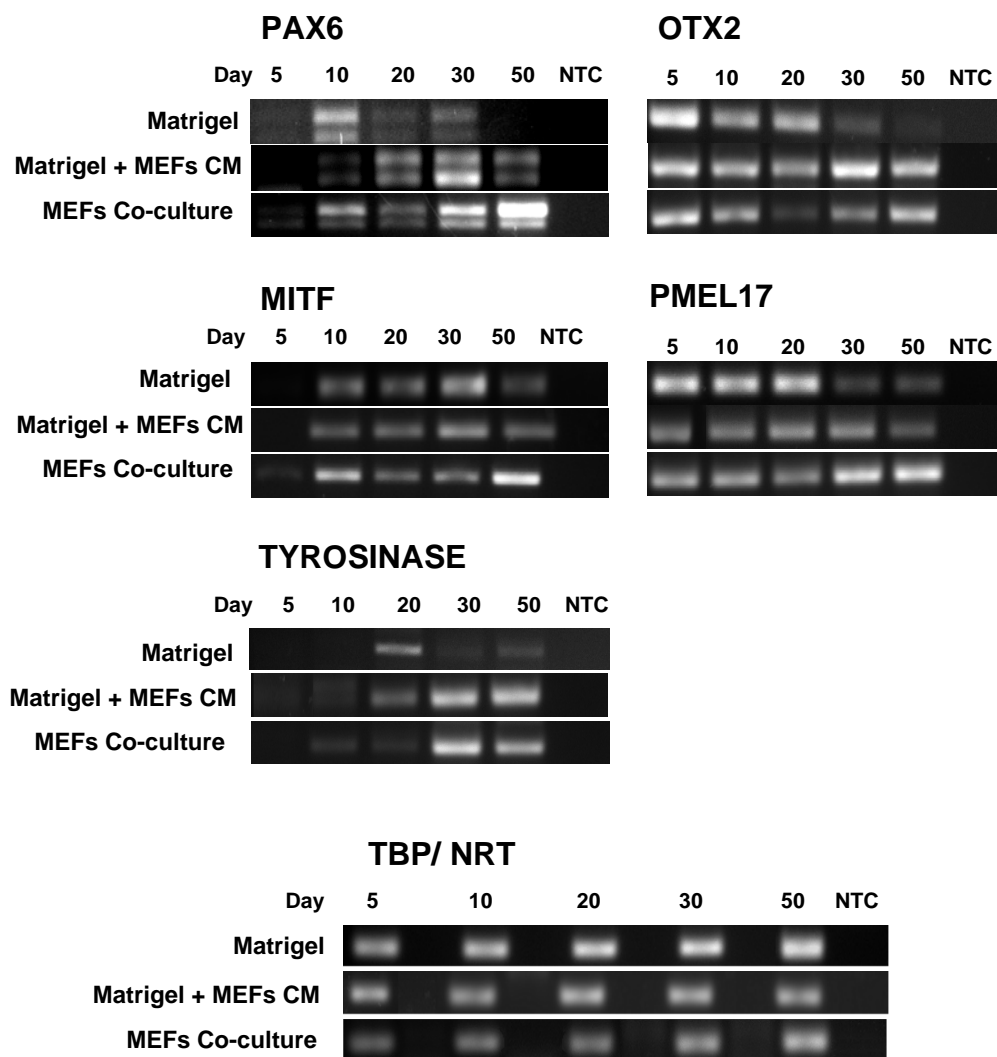 PAX6
Day 5 10 20 30 50 NTC
Matrigel
Matrigel + MEFs CM
MEFs Co-culture
OTX2
5 10 20 30 50 NTC
MITF
Day 5 10 20 30 50 NTC
Matrigel
Matrigel + MEFs CM
MEFs Co-culture
PMEL17
5 10 20 30 50 NTC
TYROSINASE
Day 5 10 20 30 50 NTC
Matrigel
Matrigel + MEFs CM
MEFs Co-culture
TBP/ NRT
Day 5 10 20 30 50 NTC
Matrigel
Matrigel + MEFs CM
MEFs Co-culture